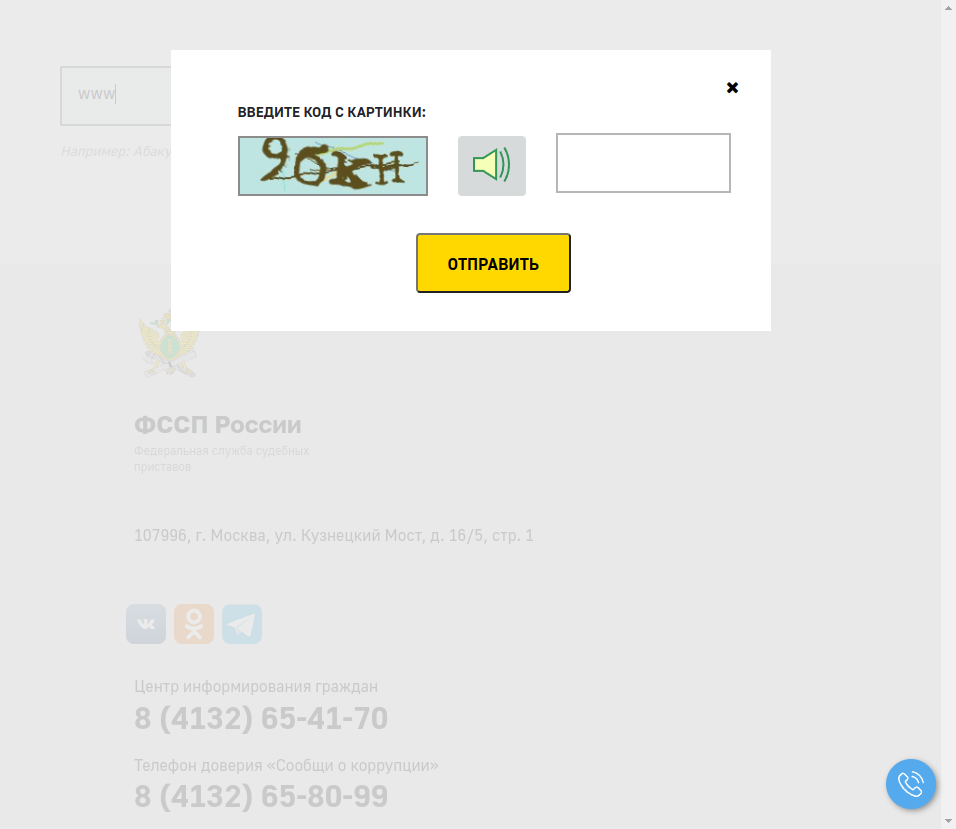 www
Например: Абаку
ВВЕДИТЕ КОД С КАРТИНКИ:
ОТПРАВИТЬ
ФССП России
Федеральная служба судебных
приставов
107996, г. Москва, ул. Кузнецкий Мост, д. 16/5, стр. 1
Центр информирования граждан
8 (4132) 65-41-70
Телефон доверия «Сообщи о коррупции»
8 (4132) 65-80-99